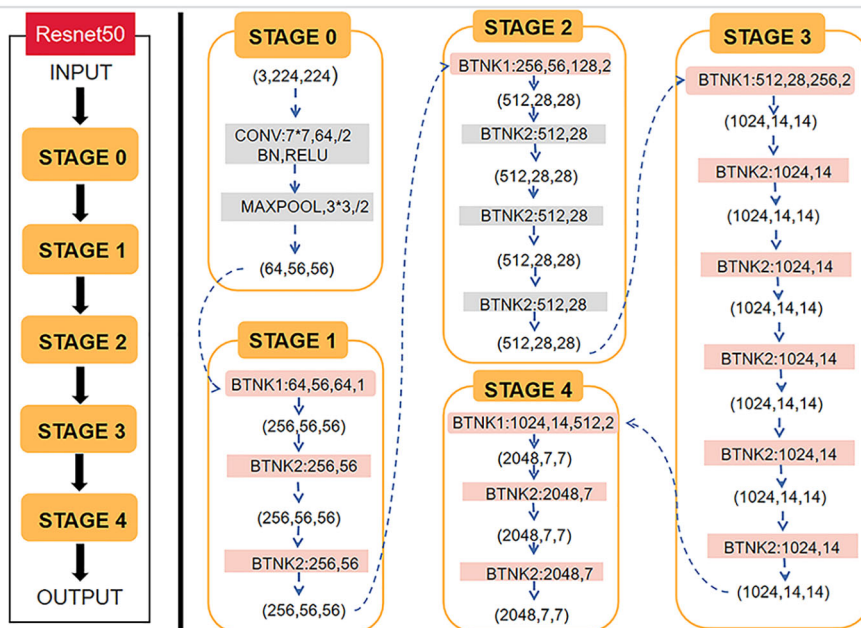 Resnet50
INPUT
STAGE 0
STAGE 1
STAGE 2
STAGE 3
STAGE 4
OUTPUT
STAGE 0
(3,224,224)
CONV:7*7,64,/2
BN,RELU
MAXPOOL,3*3,/2
(64,56,56)
STAGE 1
BTNK1:64,56,64,1
(256,56,56)
BTNK2:256,56
(256,56,56)
BTNK2:256,56
(256,56,56)
STAGE 2
BTNK1:256,56,128,2
(512,28,28)
BTNK2:512,28
(512,28,28)
BTNK2:512,28
(512,28,28)
BTNK2:512,28
(512,28,28)
STAGE 3
BTNK1:512,28,256,2
(1024,14,14)
BTNK2:1024,14
(1024,14,14)
BTNK2:1024,14
(1024,14,14)
BTNK2:1024,14
(1024,14,14)
BTNK2:1024,14
(1024,14,14)
BTNK2:1024,14
(1024,14,14)
STAGE 4
BTNK1:1024,14,512,2
(2048,7,7)
BTNK2:2048,7
(2048,7,7)
BTNK2:2048,7
(2048,7,7)